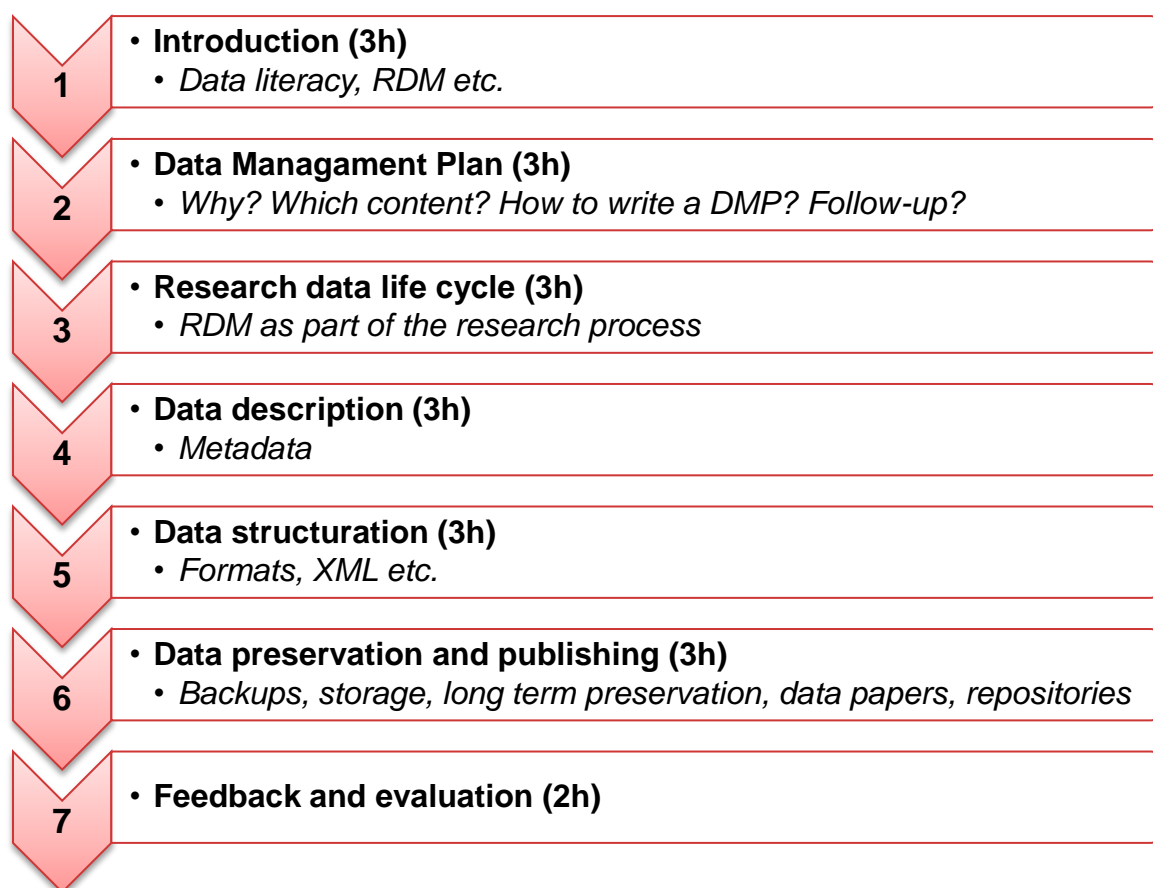 1
• Introduction (3h)
• Data literacy, RDM etc.
2
• Data Managament Plan (3h)
• Why? Which content? How to write a DMP? Follow-up?
3
• Research data life cycle (3h)
• RDM as part of the research process
4
• Data description (3h)
• Metadata
5
• Data structuration (3h)
• Formats, XML etc.
6
• Data preservation and publishing (3h)
• Backups, storage, long term preservation, data papers, repositories
7
• Feedback and evaluation (2h)